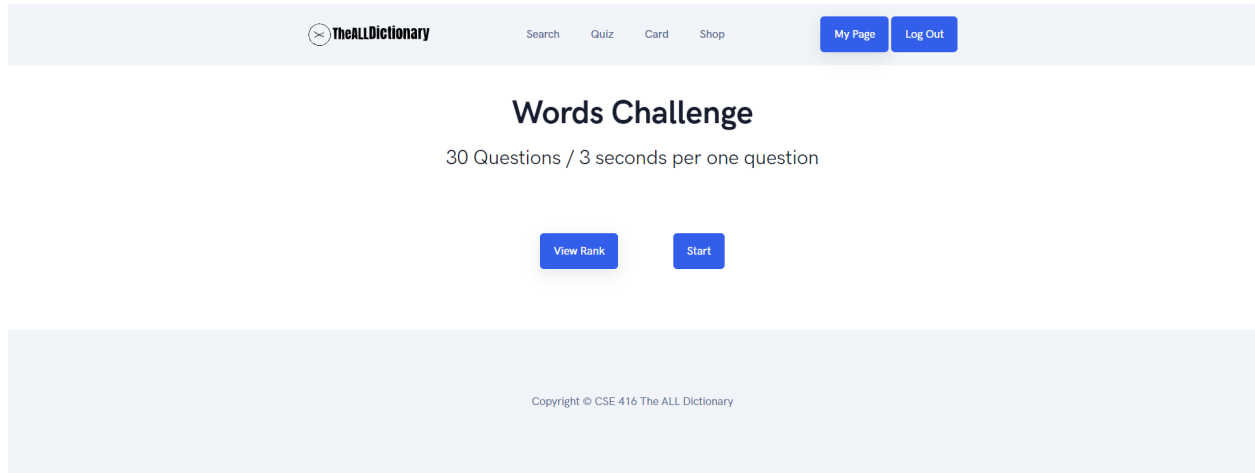 TheALLDictionary Search Quiz Card Shop My Page Log Out
Words Challenge
30 Questions / 3 seconds per one question
View Rank Start
Copyright © CSE 416 The ALL Dictionary